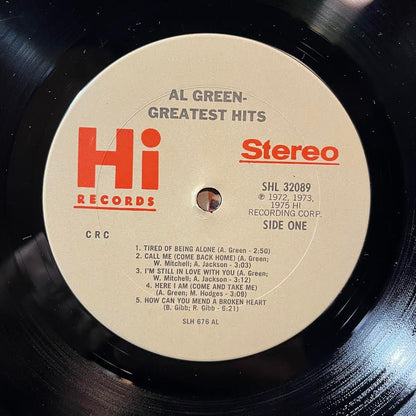 AL GREEN-
GREATEST HITS
Hi
RECORDS
Stereo
SHL 32089
℗ 1972, 1973,
1975 HI
RECORDING CORP.
SIDE ONE
CRC
1. TIRED OF BEING ALONE (A. Green - 2:50)
2. CALL ME (COME BACK HOME) (A. Green;
W. Mitchell; A. Jackson - 3:03)
3. I'M STILL IN LOVE WITH YOU (A. Green;
W. Mitchell; A. Jackson - 3:12)
4. HERE I AM (COME AND TAKE ME)
(A. Green; M. Hodges - 3:09)
5. HOW CAN YOU MEND A BROKEN HEART
(B. Gibb; R. Gibb - 6:21)
SLH 676 AL